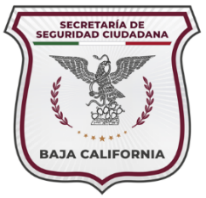 SECRETARÍA DE
SEGURIDAD CIUDADANA
BAJA CALIFORNIA